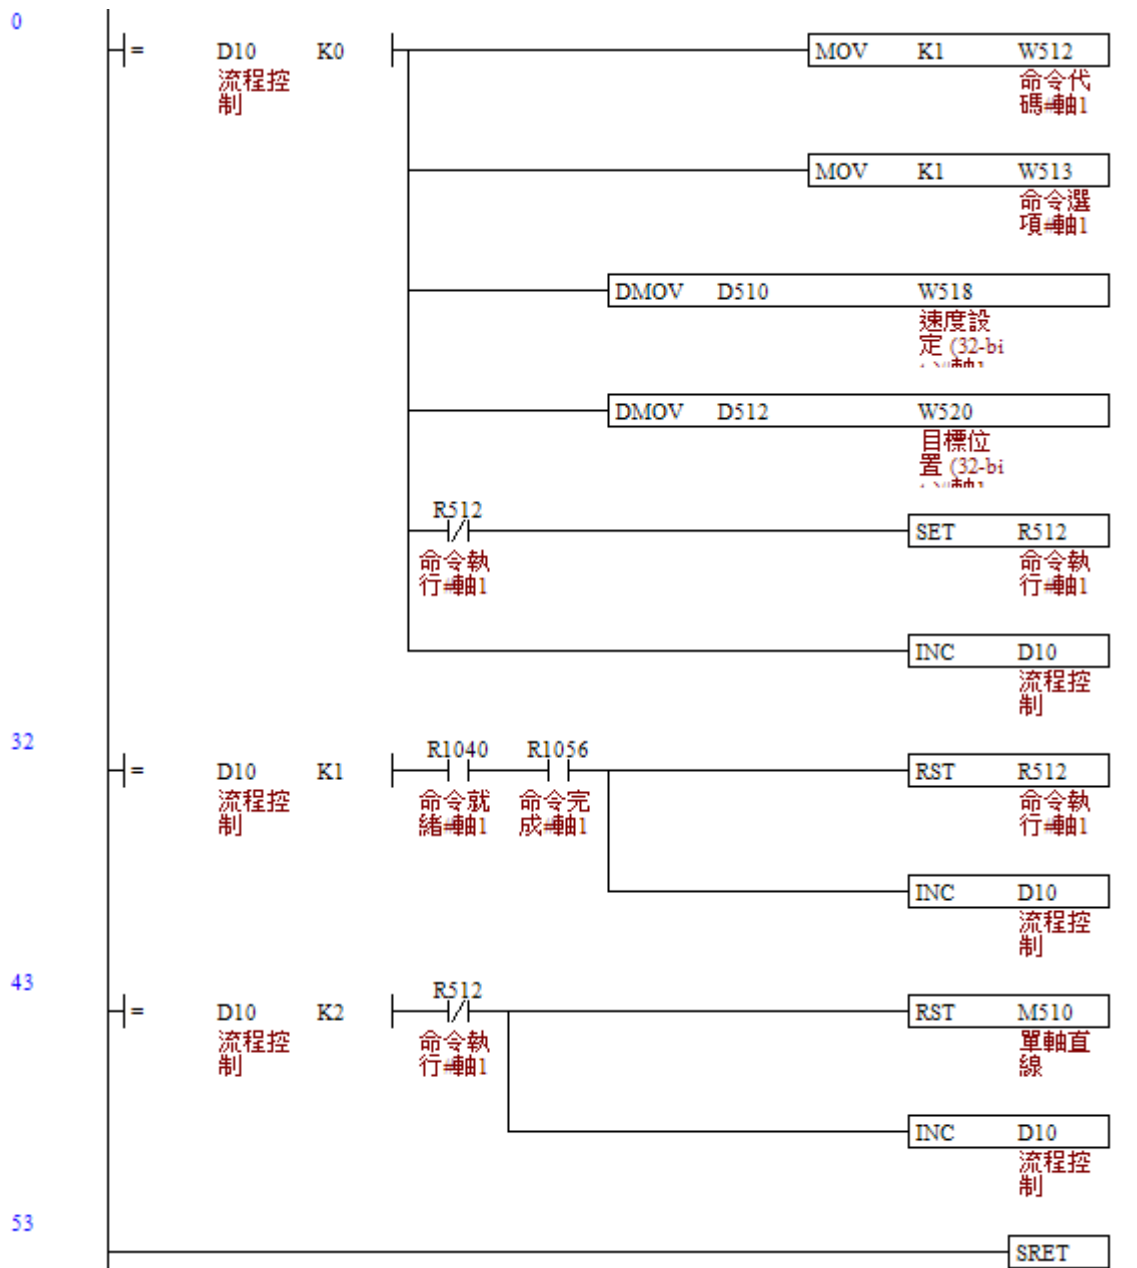 0
= D10 K0
流程控
制
MOV K1 W512
命令代
碼#軸1
MOV K1 W513
命令選
項#軸1
DMOV D510 W518
速度設
定 (32-bi
DMOV D512 W520
目標位
置 (32-bi
R512
命令執
行#軸1
SET R512
命令執
行#軸1
INC D10
流程控
制
32
= D10 K1
流程控
制
R1040
命令就
緒#軸1
R1056
命令完
成#軸1
RST R512
命令執
行#軸1
INC D10
流程控
制
43
= D10 K2
流程控
制
R512
命令執
行#軸1
RST M510
單軸直
線
INC D10
流程控
制
53
SRET